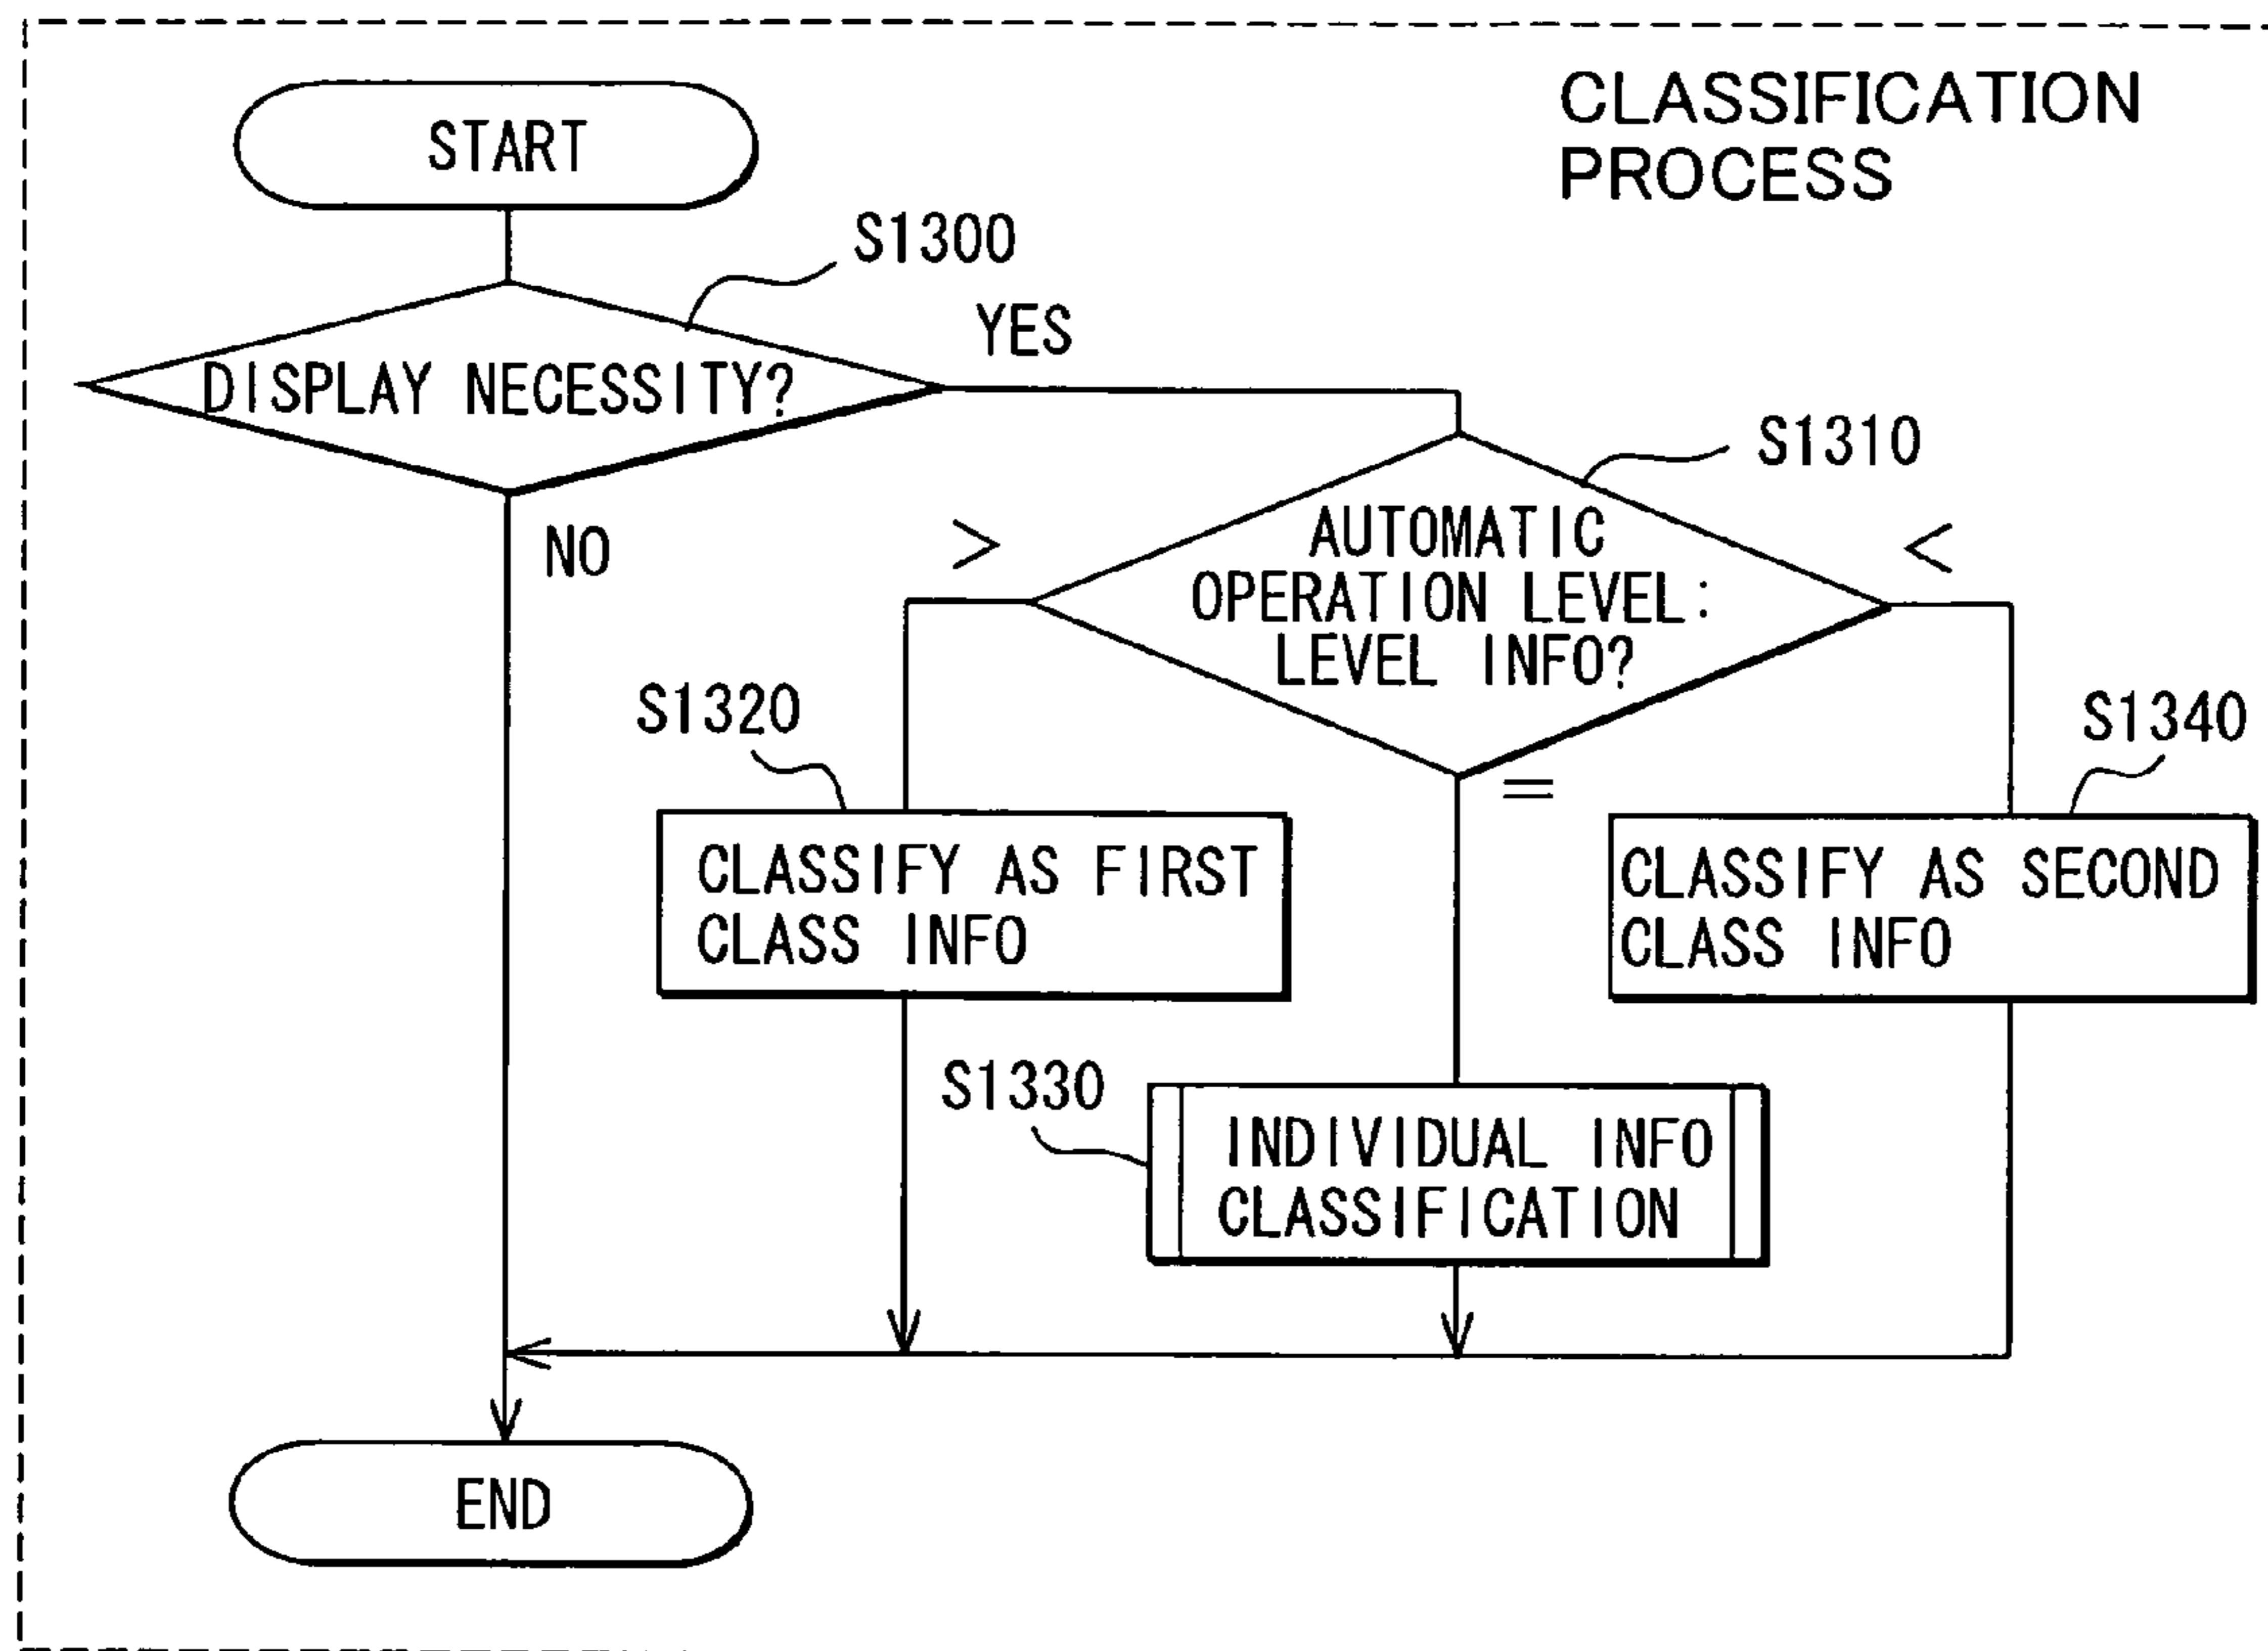 CLASSIFICATION
PROCESS
START
S1300
YES
DISPLAY NECESSITY?
NO
S1310
>
AUTOMATIC
OPERATION LEVEL:
LEVEL INFO?
<
=
S1320
CLASSIFY AS FIRST
CLASS INFO
S1340
CLASSIFY AS SECOND
CLASS INFO
S1330
INDIVIDUAL INFO
CLASSIFICATION
END